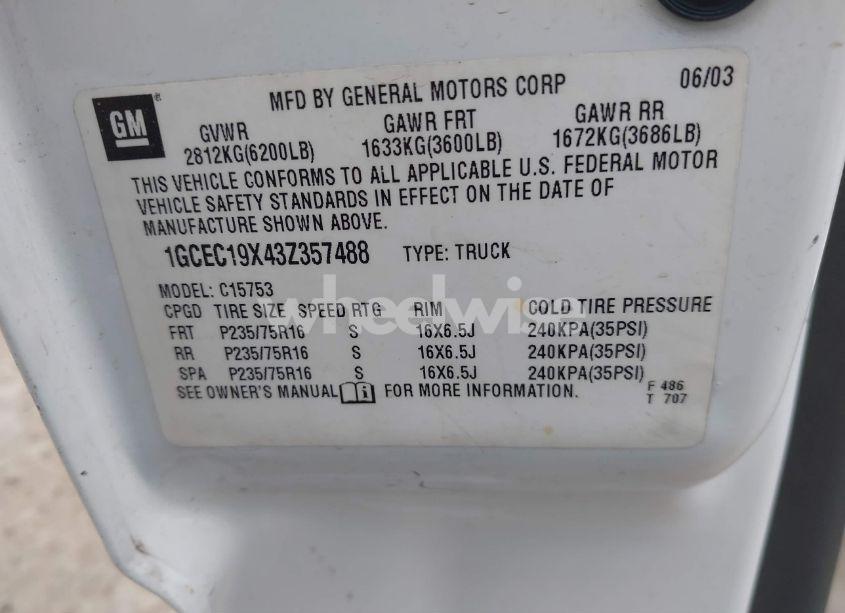 MFD BY GENERAL MOTORS CORP 06/03
GM
GVWR GAWR FRT GAWR RR
2812KG(6200LB) 1633KG(3600LB) 1672KG(3686LB)
THIS VEHICLE CONFORMS TO ALL APPLICABLE U.S. FEDERAL MOTOR
VEHICLE SAFETY STANDARDS IN EFFECT ON THE DATE OF
MANUFACTURE SHOWN ABOVE.
1GCEC19X43Z357488 TYPE: TRUCK
MODEL: C15753
wheelwise
CPGD TIRE SIZE SPEED RTG RIM COLD TIRE PRESSURE
FRT P235/75R16 S 16X6.5J 240KPA(35PSI)
RR P235/75R16 S 16X6.5J 240KPA(35PSI)
SPA P235/75R16 S 16X6.5J 240KPA(35PSI)
SEE OWNER'S MANUAL FOR MORE INFORMATION.
F 486
T 707